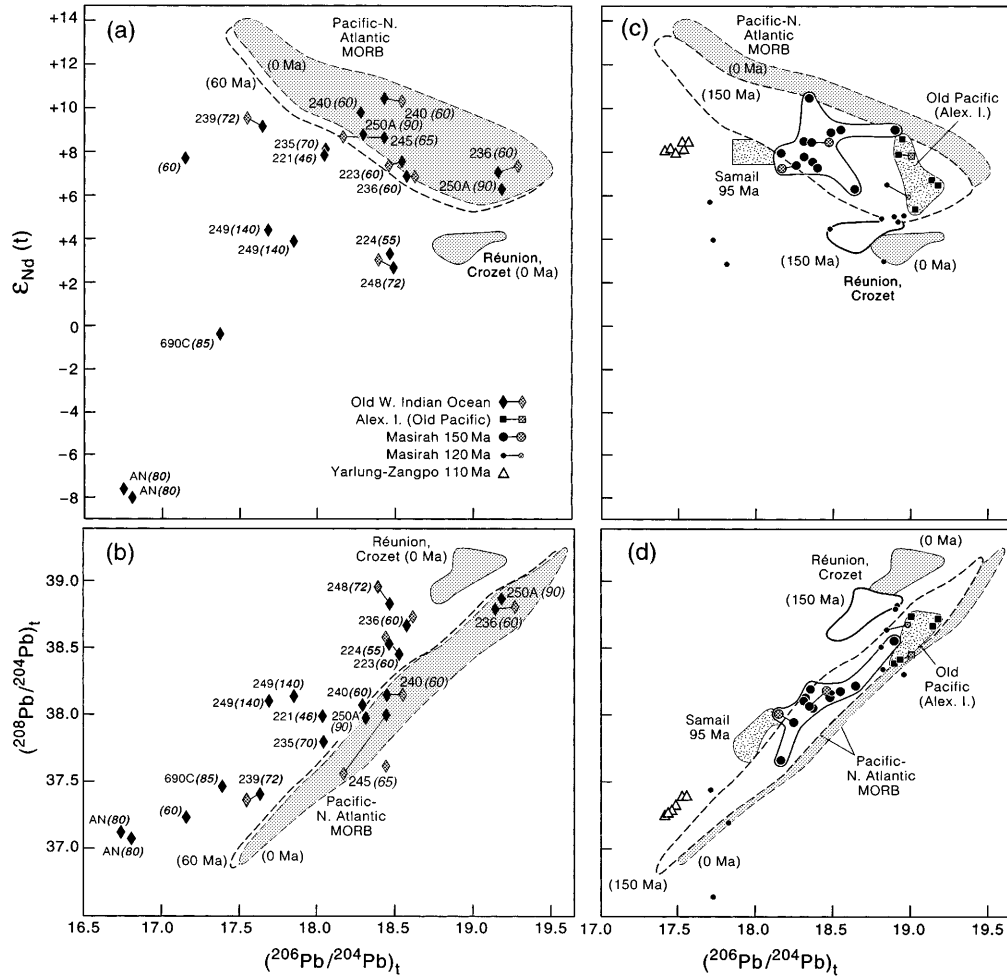 +14
+12
+10
+8
+6
+4
+2
0
−2
−4
−6
−8
εNd (t)
(a)
Pacific-N.
Atlantic
MORB
(0 Ma)
(60 Ma)
240 (60)
240 (60)
239 (72)
250A (90)
245 (65)
235 (70)
221 (46)
(60)
223 (60)
236 (60)
236 (60)
250A (90)
249 (140)
249 (140)
224 (55)
248 (72)
Réunion,
Crozet (0 Ma)
690C (85)
Old W. Indian Ocean
Alex. I. (Old Pacific)
Masirah 150 Ma
Masirah 120 Ma
Yarlung-Zangpo 110 Ma
AN (80)
AN (80)
(c)
Pacific-N.
Atlantic
MORB
(0 Ma)
(150 Ma)
Old Pacific
(Alex. I.)
Samail
95 Ma
(150 Ma)
(0 Ma)
Réunion,
Crozet
(b)
Réunion,
Crozet (0 Ma)
39.0
38.5
38.0
37.5
37.0
(208Pb/204Pb)t
248 (72)
250A (90)
236 (60)
236 (60)
224 (55)
223 (60)
249 (140)
249 (140)
240 (60)
240 (60)
221 (46)
250A
(90)
235 (70)
245 (65)
690C (85)
239 (72)
(60)
Pacific-
N. Atlantic
MORB
AN (80)
AN (80)
(60 Ma)
(0 Ma)
16.5 17.0 17.5 18.0 18.5 19.0 19.5
(206Pb/204Pb)t
(d)
(0 Ma)
Réunion,
Crozet
(150 Ma)
Old
Pacific
(Alex. I.)
Samail
95 Ma
Pacific-
N. Atlantic
MORB
(0 Ma)
(150 Ma)
17.0 17.5 18.0 18.5 19.0 19.5
(206Pb/204Pb)t